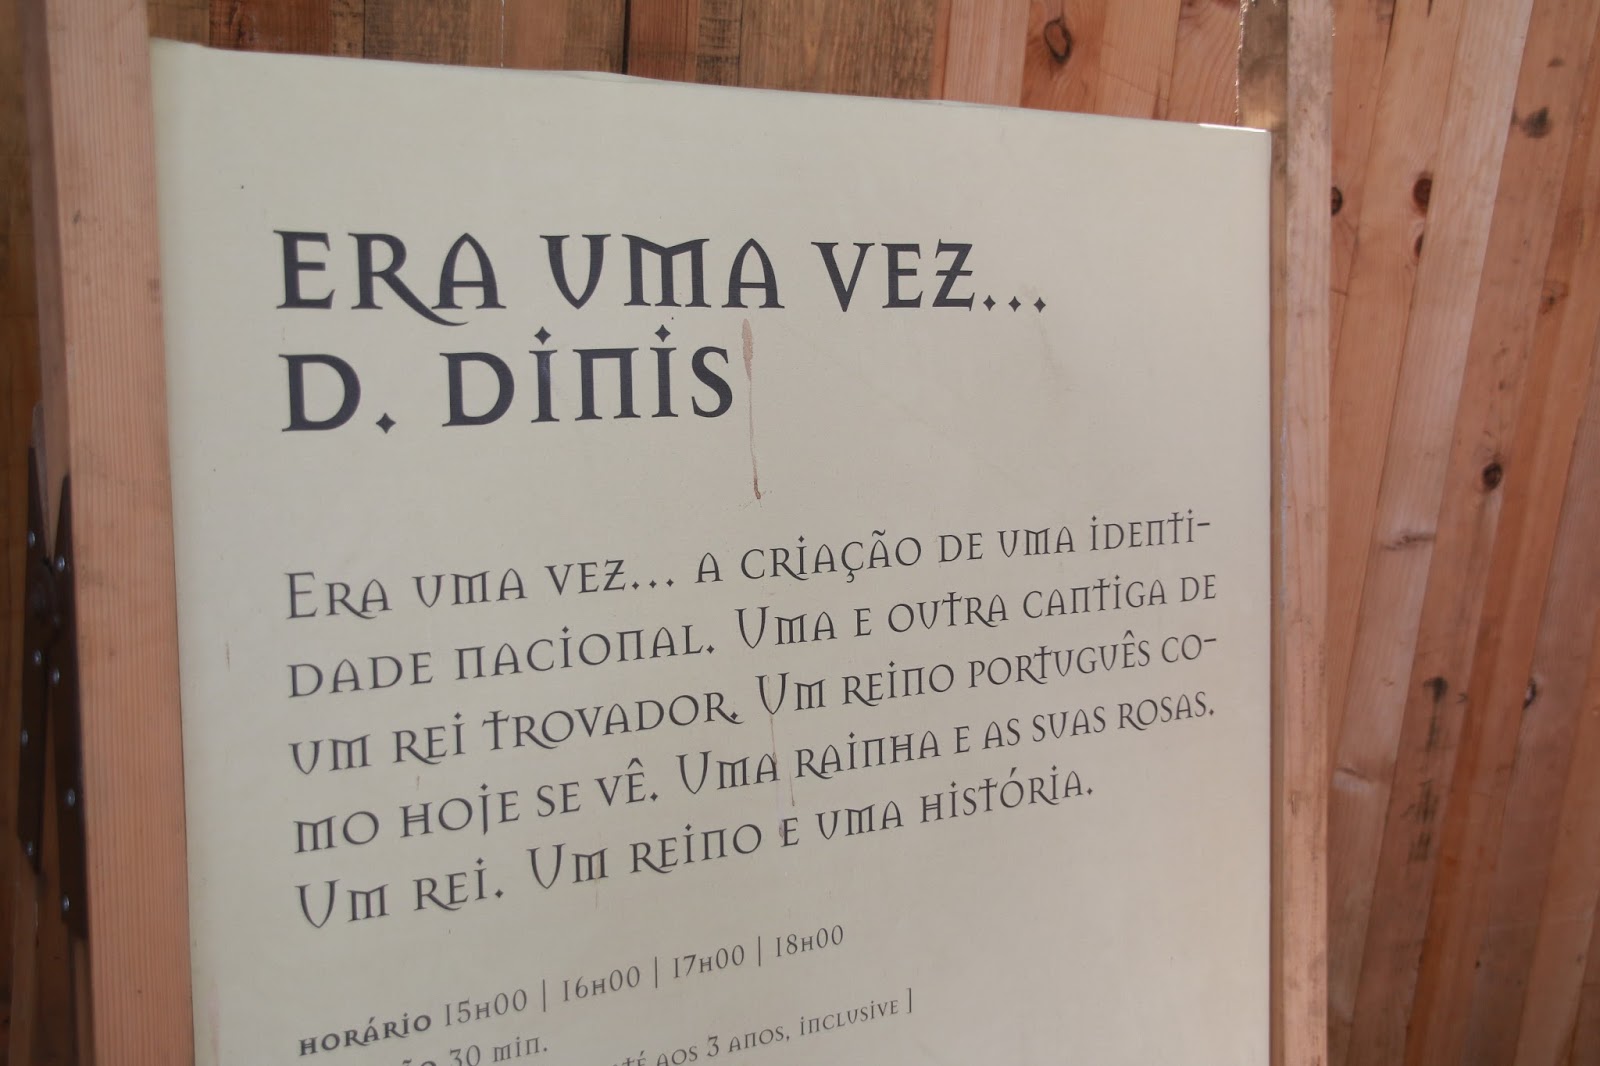 ERA UMA VEZ...
D. DINIS
ERA UMA VEZ... A CRIAÇÃO DE UMA IDENTI-
DADE NACIONAL. UMA E OUTRA CANTIGA DE
UM REI TROVADOR. UM REINO PORTUGUÊS CO-
MO HOJE SE VÊ. UMA RAINHA E AS SUAS ROSAS.
UM REI. UM REINO E UMA HISTÓRIA.
HORÁRIO 15H00 | 16H00 | 17H00 | 18H00
30 MIN.
AOS 3 ANOS, INCLUSIVE ]